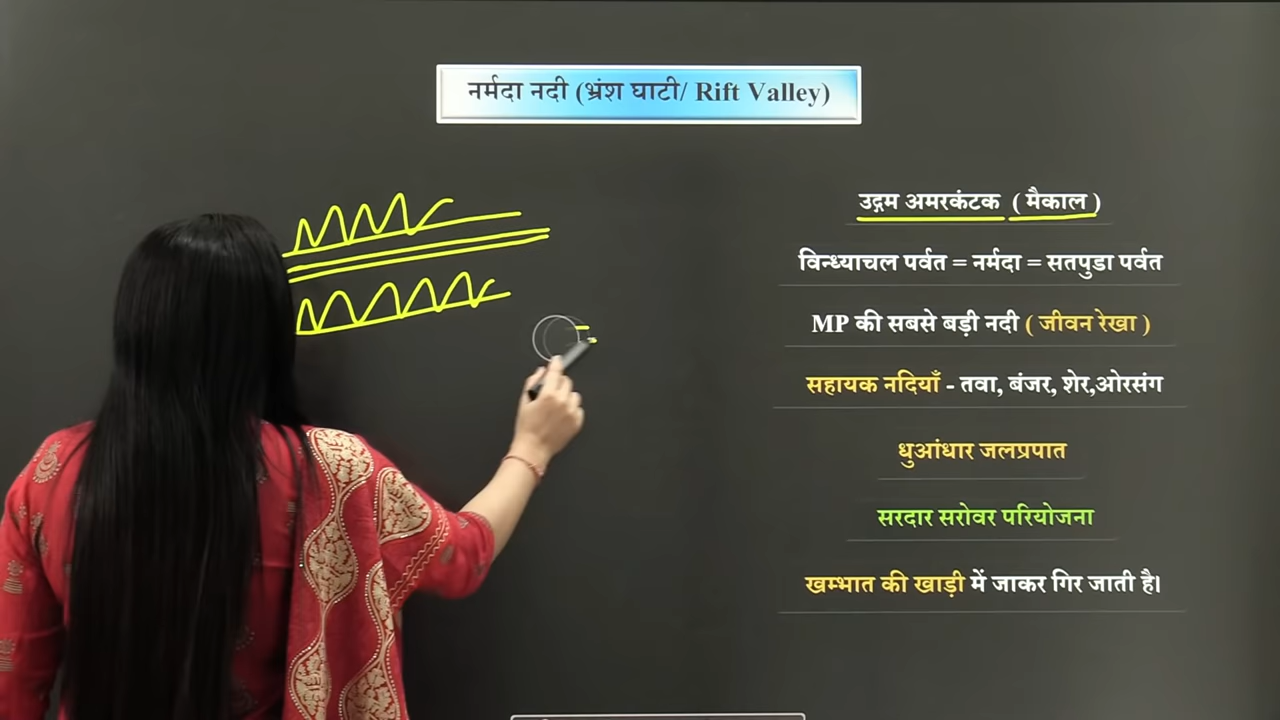 नर्मदा नदी (भ्रंश घाटी/ Rift Valley)
उद्गम अमरकंटक ( मैकाल )
विन्ध्याचल पर्वत = नर्मदा = सतपुडा पर्वत
MP की सबसे बड़ी नदी ( जीवन रेखा )
सहायक नदियाँ - तवा, बंजर, शेर,ओरसंग
धुआंधार जलप्रपात
सरदार सरोवर परियोजना
खम्भात की खाड़ी में जाकर गिर जाती है।